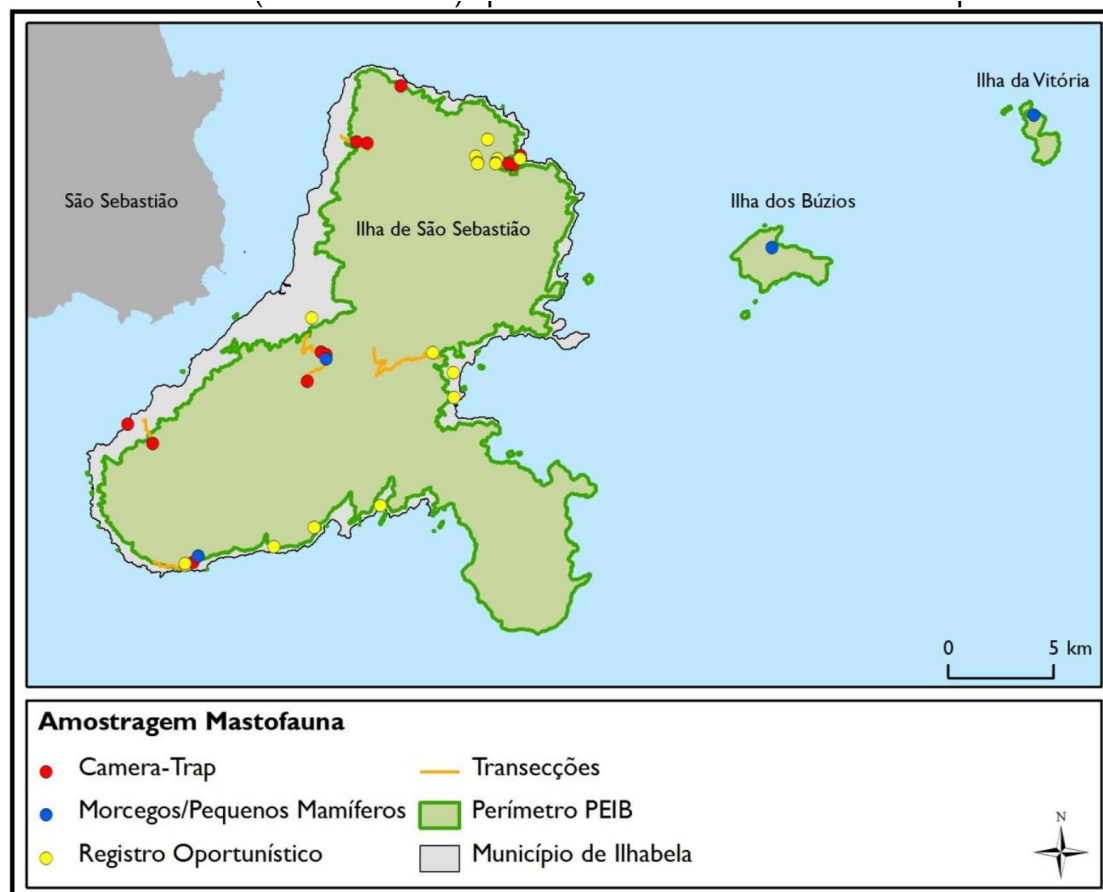 Ilha da Vitória
São Sebastião
Ilha dos Búzios
Ilha de São Sebastião
0 5 km
Amostragem Mastofauna
Camera-Trap
Transecções
Morcegos/Pequenos Mamíferos
Perímetro PEIB
Registro Oportunístico
Município de Ilhabela
N